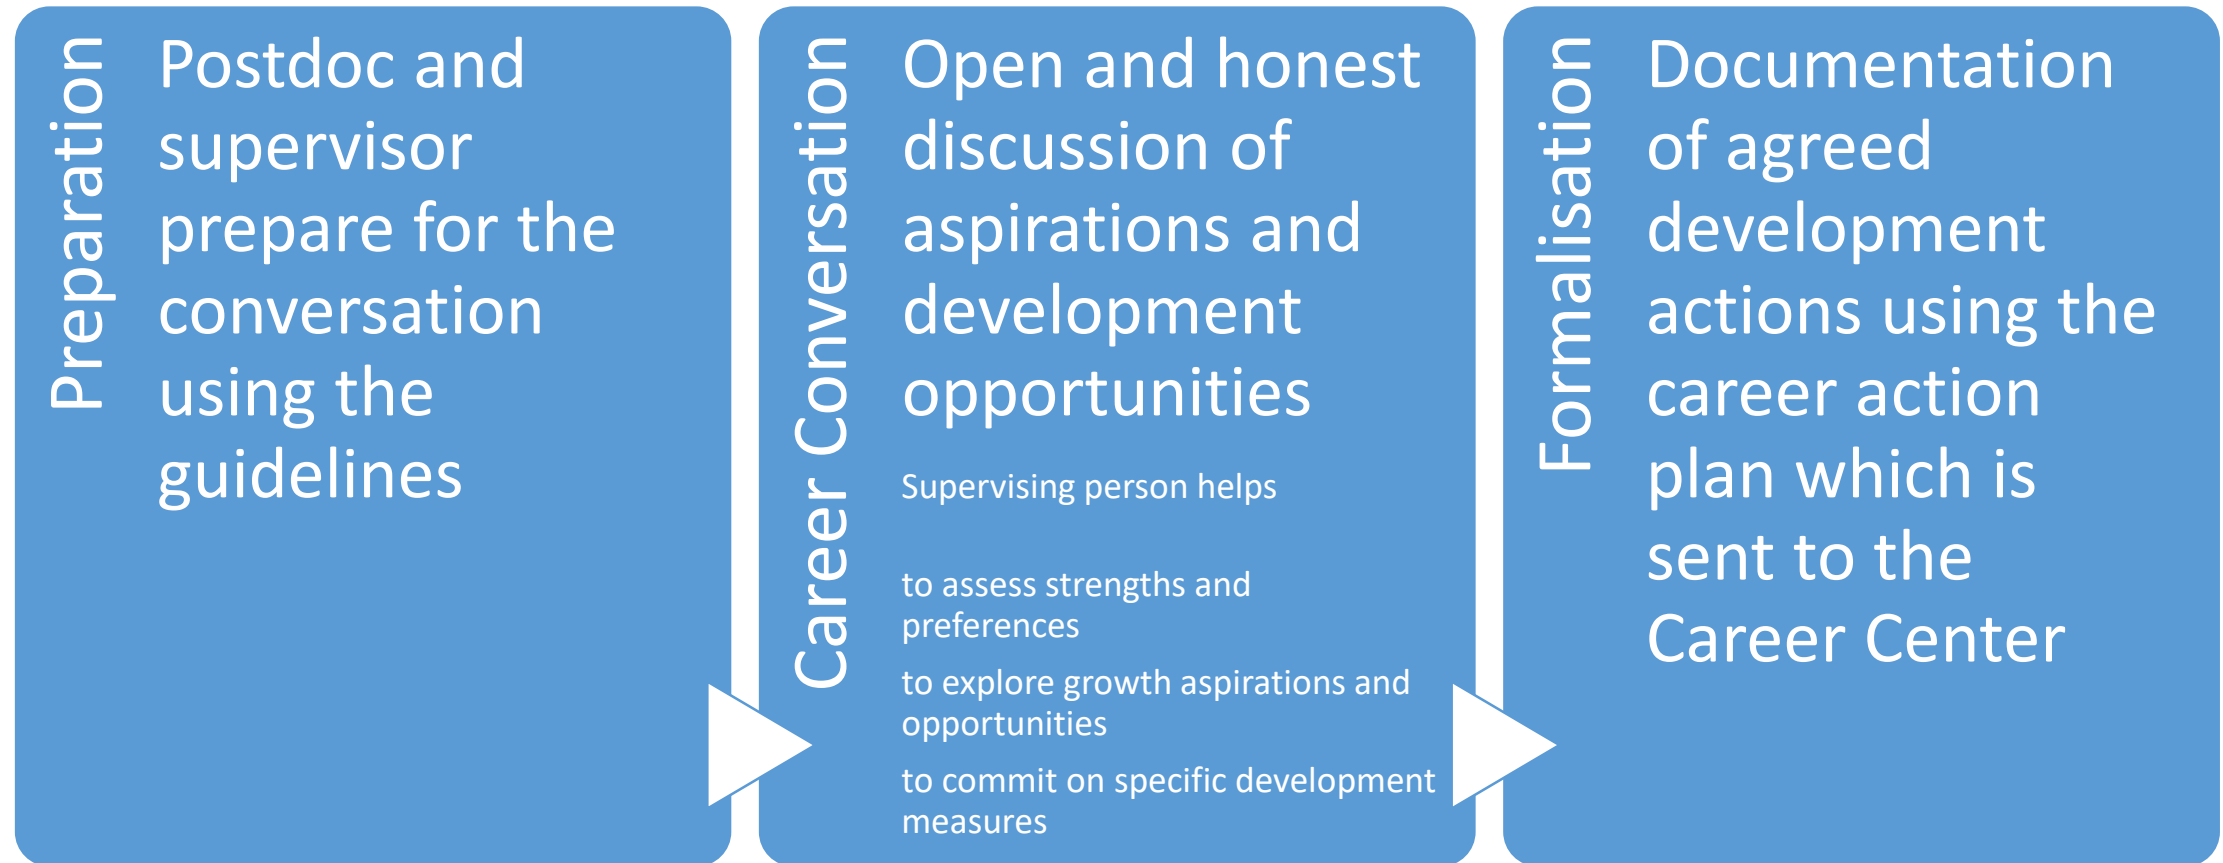 Preparation
Postdoc and
supervisor
prepare for the
conversation
using the
guidelines
Career Conversation
Open and honest
discussion of
aspirations and
development
opportunities
Supervising person helps
to assess strengths and
preferences
to explore growth aspirations and
opportunities
to commit on specific development
measures
Formalisation
Documentation
of agreed
development
actions using the
career action
plan which is
sent to the
Career Center